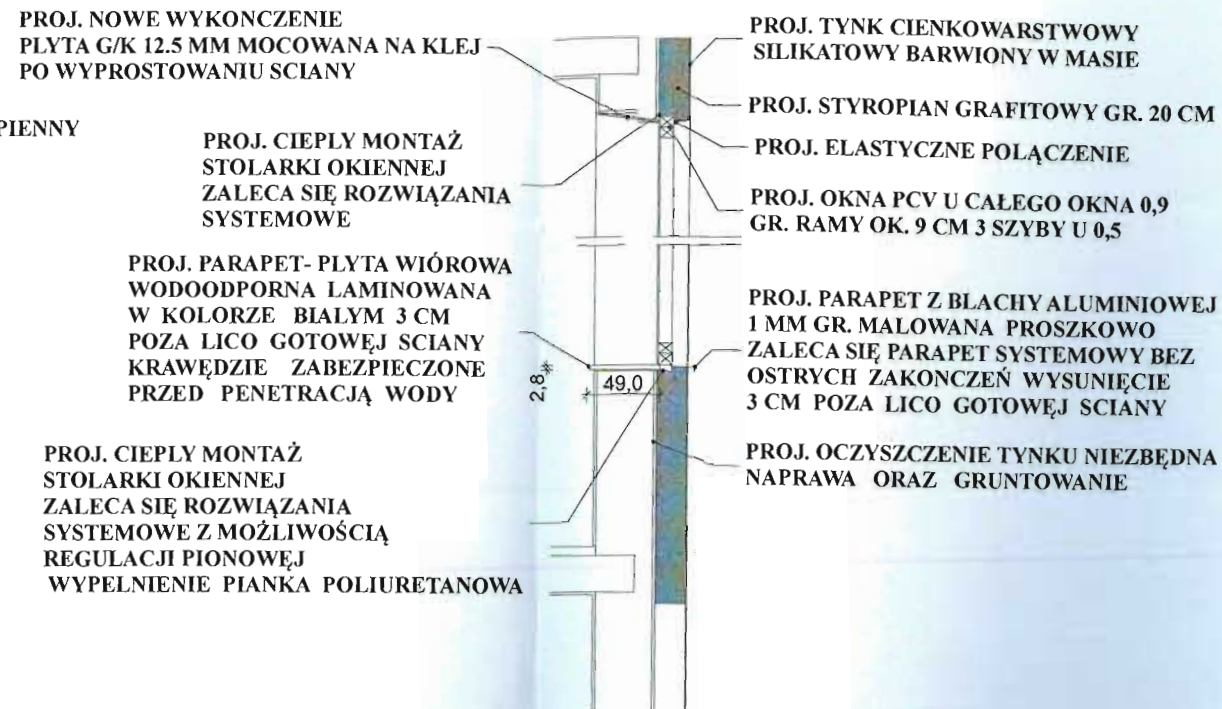 PROJ. NOWE WYKONCZENIE
PLYTA G/K 12.5 MM MOCOWANA NA KLEJ
PO WYPROSTOWANIU SCIANY
PIENNY
PROJ. CIEPLY MONTAŻ
STOLARKI OKIENNEJ
ZALECA SIĘ ROZWIĄZANIA
SYSTEMOWE
PROJ. PARAPET- PLYTA WIÓROWA
WODOODPORNA LAMINOWANA
W KOLORZE BIALYM 3 CM
POZA LICO GOTOWĘJ SCIANY
KRAWĘDZIE ZABEZPIECZONE
PRZED PENETRACJĄ WODY
2,8
49,0
PROJ. CIEPLY MONTAŻ
STOLARKI OKIENNEJ
ZALECA SIĘ ROZWIĄZANIA
SYSTEMOWE Z MOŻLIWOŚCIĄ
REGULACJI PIONOWĘJ
WYPELNIENIE PIANKA POLIURETANOWA
PROJ. TYNK CIENKOWARSTWOWY
SILIKATOWY BARWIONY W MASIE
PROJ. STYROPIAN GRAFITOWY GR. 20 CM
PROJ. ELASTYCZNE POLĄCZENIE
PROJ. OKNA PCV U CAŁEGO OKNA 0,9
GR. RAMY OK. 9 CM 3 SZYBY U 0,5
PROJ. PARAPET Z BLACHY ALUMINIOWEJ
1 MM GR. MALOWANA PROSZKOWO
ZALECA SIĘ PARAPET SYSTEMOWY BEZ
OSTRYCH ZAKONCZEŃ WYSUNIĘCIE
3 CM POZA LICO GOTOWĘJ SCIANY
PROJ. OCZYSZCZENIE TYNKU NIEZBĘDNA
NAPRAWA ORAZ GRUNTOWANIE